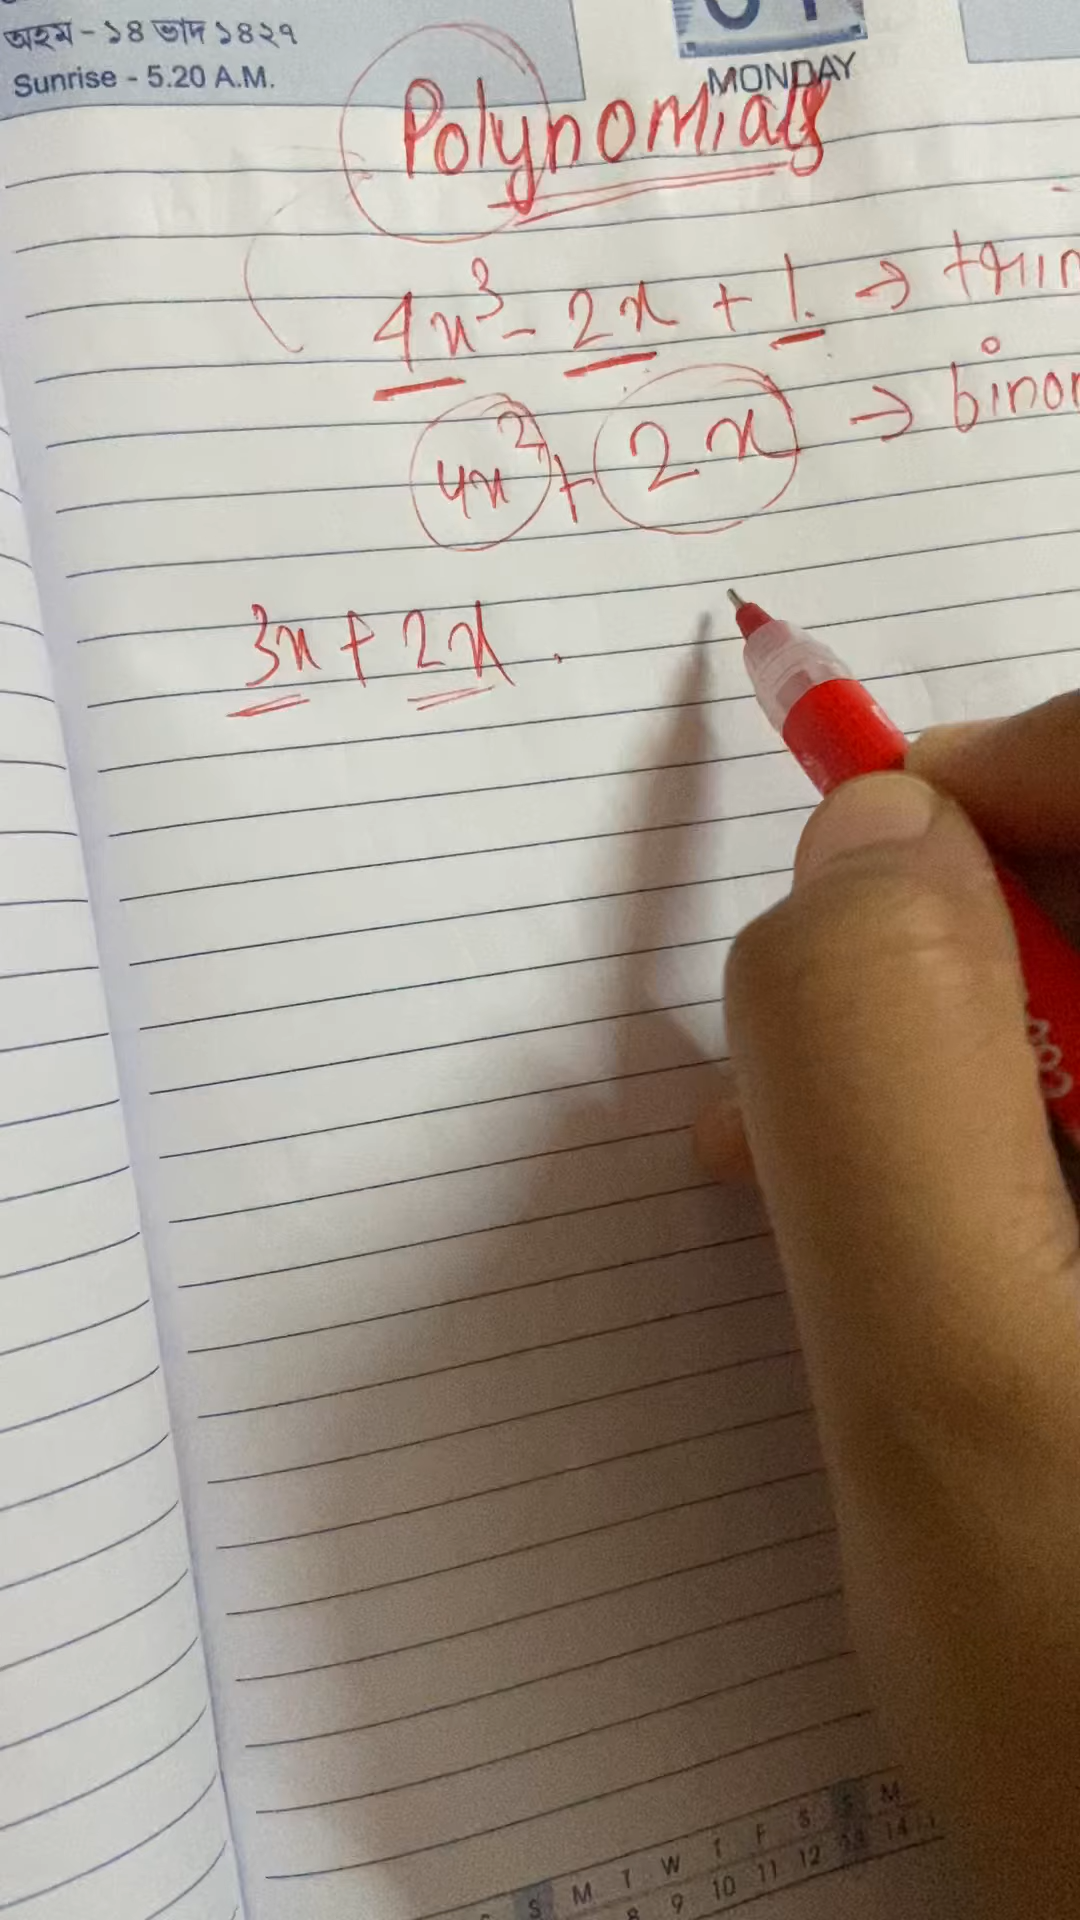 অহম - ১৪ ভাদ ১৪২৭
Sunrise - 5.20 A.M.
MONDAY
Polynomials
4x³ - 2x + 1. → trin
4x² + 2x → binon
3x + 2x .
S M T W T F S S M
8 9 10 11 12 13 14